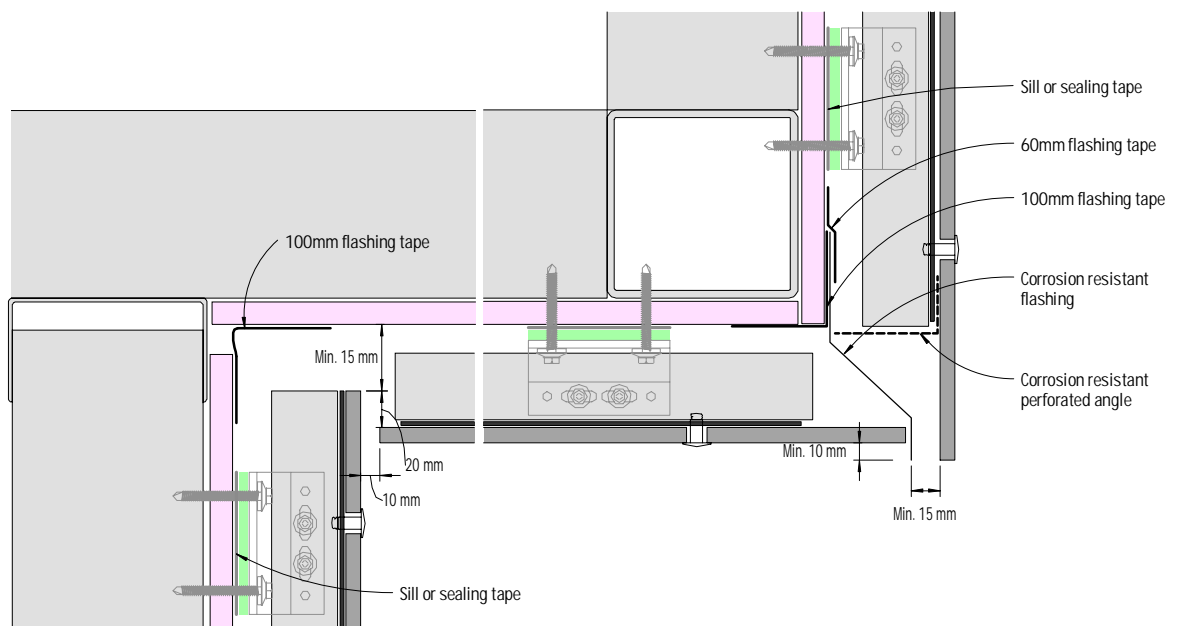 Sill or sealing tape
60mm flashing tape
100mm flashing tape
100mm flashing tape
Corrosion resistant
flashing
Min. 15 mm
Corrosion resistant
perforated angle
Min. 10 mm
20 mm
10 mm
Min. 15 mm
Sill or sealing tape